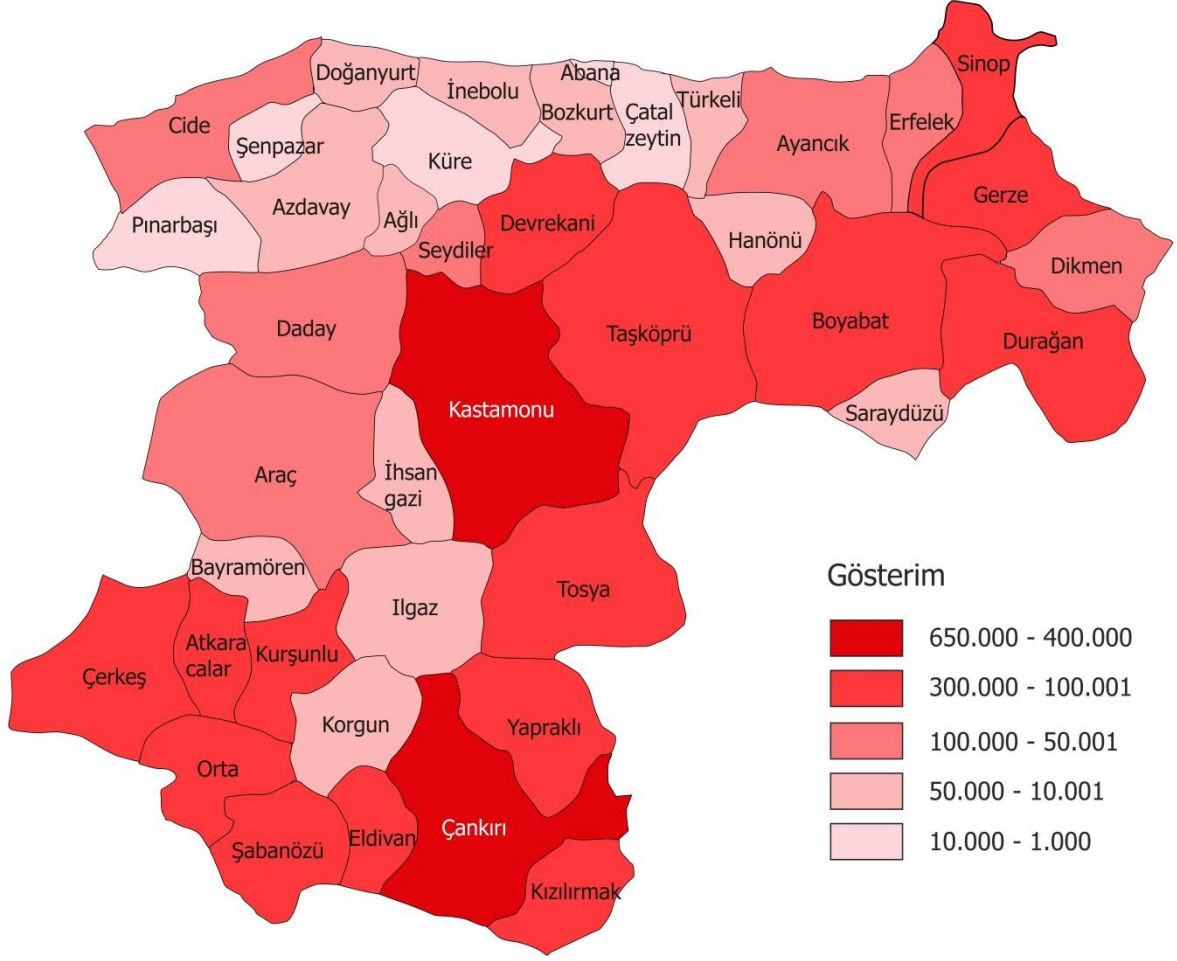 Sinop
Doğanyurt
Abana
İnebolu
Türkeli
Bozkurt
Çatal
zeytin
Cide
Erfelek
Şenpazar
Ayancık
Küre
Gerze
Azdavay
Ağlı
Pınarbaşı
Devrekani
Hanönü
Seydiler
Dikmen
Daday
Taşköprü
Boyabat
Durağan
Kastamonu
Saraydüzü
Araç
İhsan
gazi
Bayramören
Ilgaz
Tosya
Atkara
calar
Kurşunlu
Çerkeş
Korgun
Yapraklı
Orta
Çankırı
Eldivan
Şabanözü
Kızılırmak
Gösterim
650.000 - 400.000
300.000 - 100.001
100.000 - 50.001
50.000 - 10.001
10.000 - 1.000